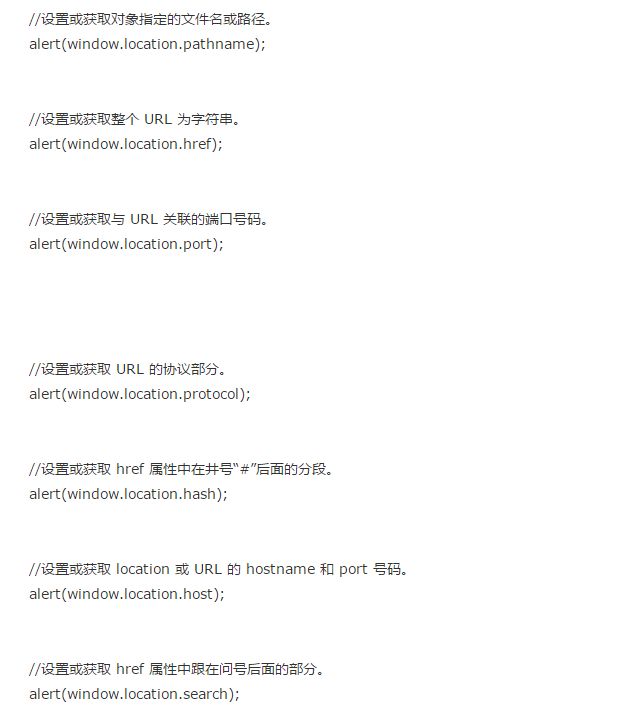 //设置或获取对象指定的文件名或路径。
alert(window.location.pathname);
//设置或获取整个 URL 为字符串。
alert(window.location.href);
//设置或获取与 URL 关联的端口号码。
alert(window.location.port);
//设置或获取 URL 的协议部分。
alert(window.location.protocol);
//设置或获取 href 属性中在井号“#”后面的分段。
alert(window.location.hash);
//设置或获取 location 或 URL 的 hostname 和 port 号码。
alert(window.location.host);
//设置或获取 href 属性中跟在问号后面的部分。
alert(window.location.search);